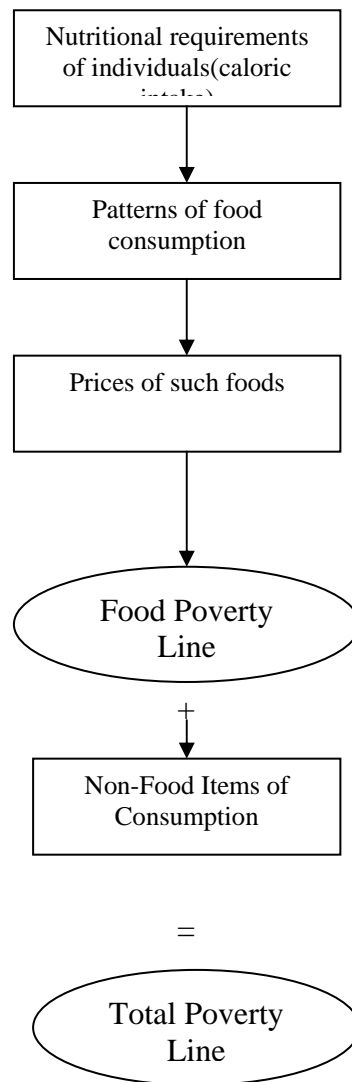 Nutritional requirements
of individuals(caloric
intake)
Patterns of food
consumption
Prices of such foods
Food Poverty
Line
+
Non-Food Items of
Consumption
=
Total Poverty
Line